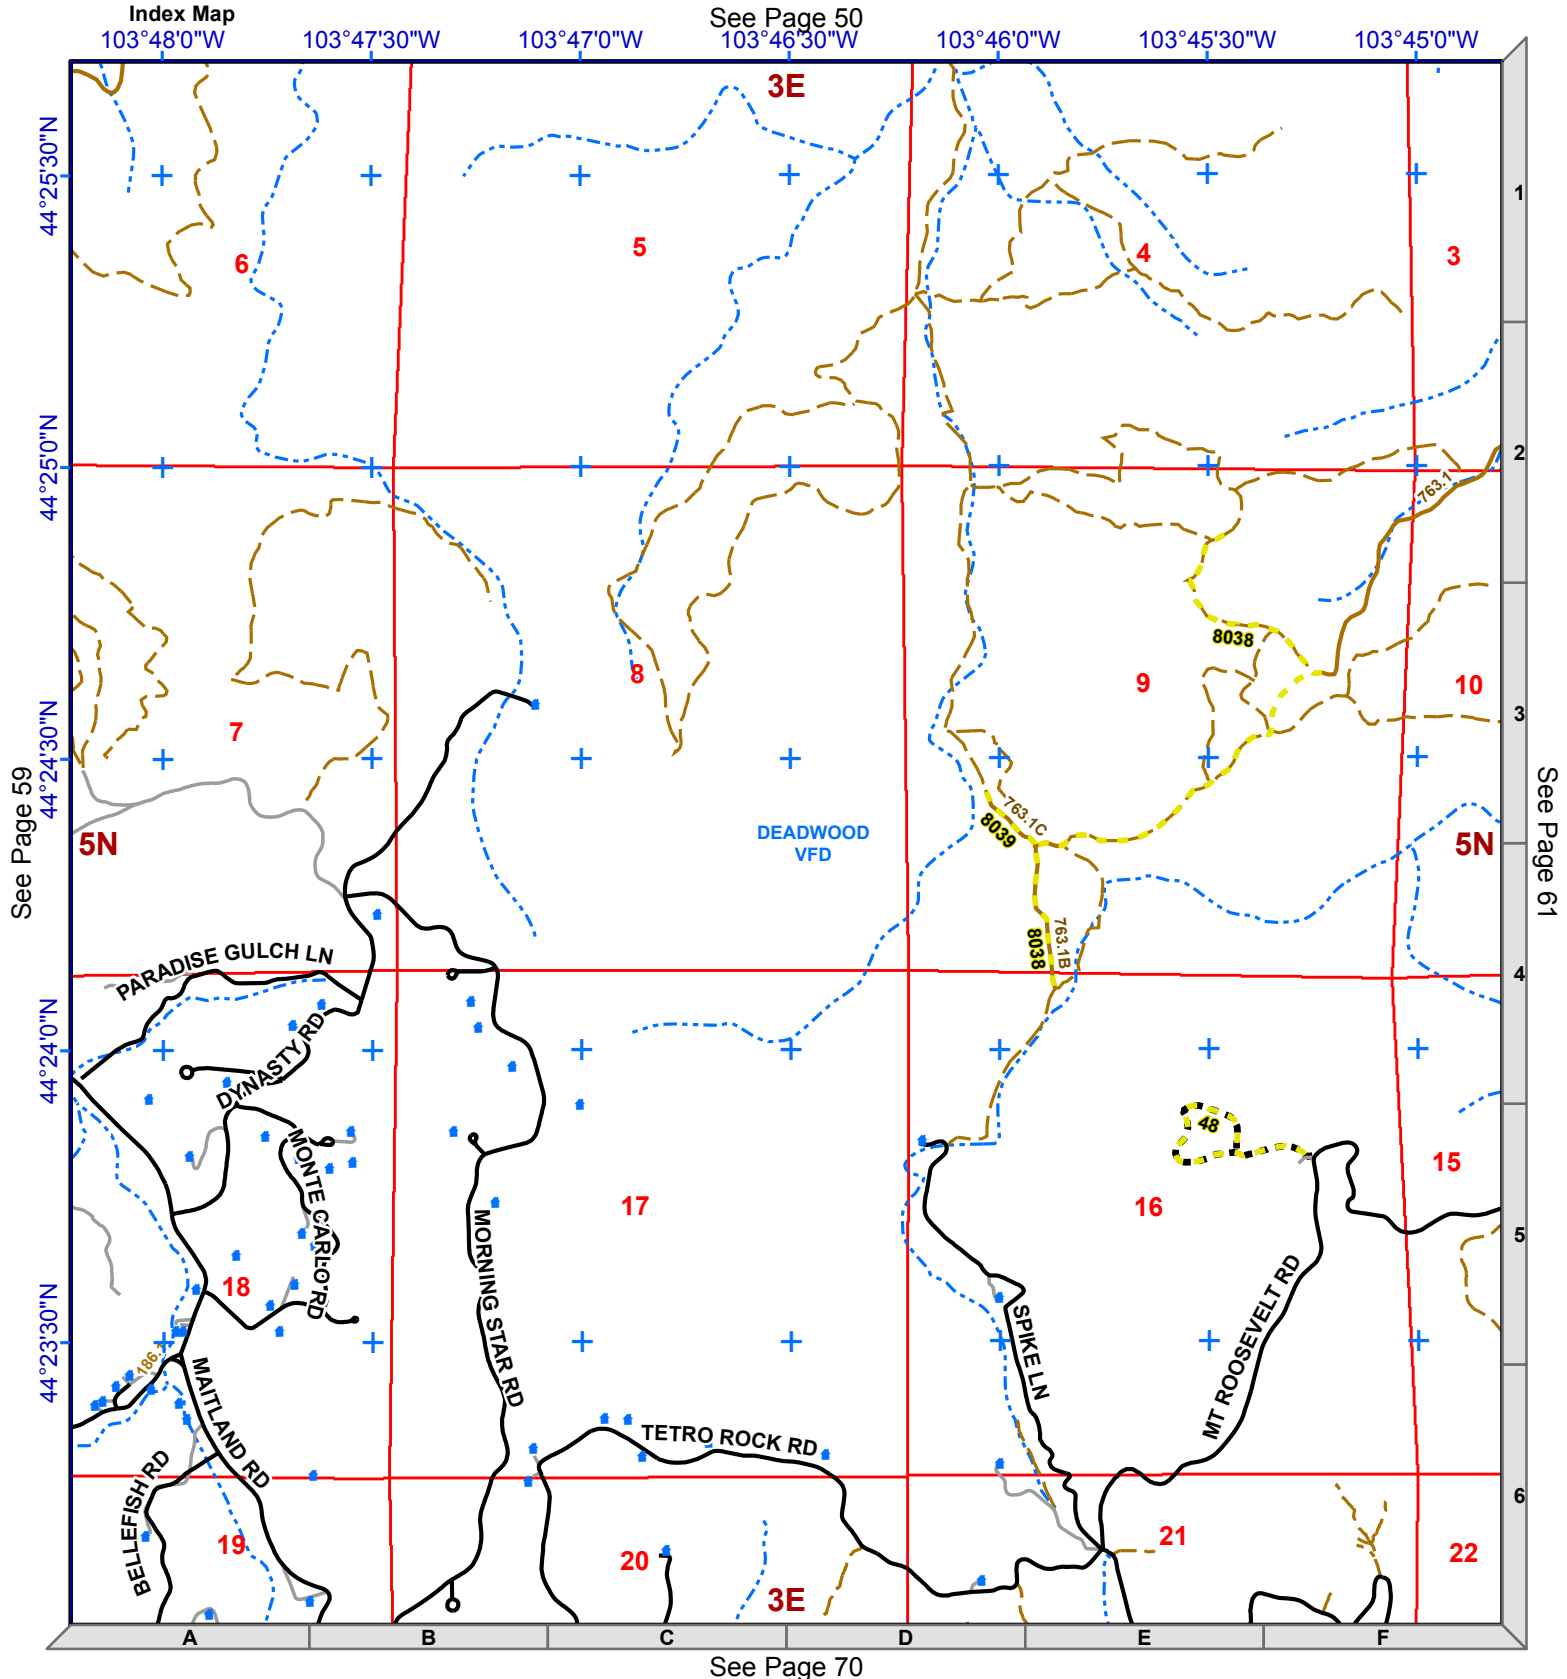 Index Map
See Page 50
103°48'0"W 103°47'30"W 103°47'0"W 103°46'30"W 103°46'0"W 103°45'30"W 103°45'0"W
3E
44°25'30"N
1
6
5
4
3
44°25'0"N
2
763.1
8038
8
9
10
7
3
44°24'30"N
See Page 59
5N
DEADWOOD
VFD
763.1C
8039
5N
See Page 61
763.1B
8038
PARADISE GULCH LN
4
44°24'0"N
DYNASTY RD
48
MONTE CARLO RD
15
17
16
MORNING STAR RD
5
18
MT ROOSEVELT RD
SPIKE LN
44°23'30"N
186.
MAITLAND RD
TETRO ROCK RD
BELLEFISH RD
6
19
20
21
22
3E
A
B
C
D
E
F
See Page 70